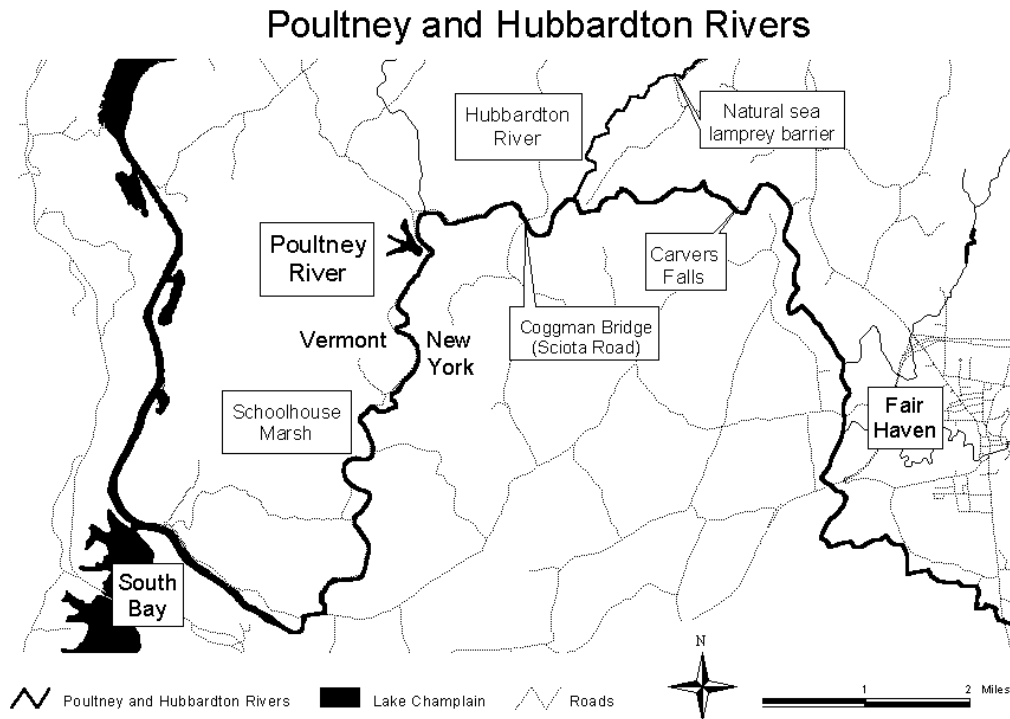 Poultney and Hubbardton Rivers
Hubbardton
River
Natural sea
lamprey barrier
Poultney
River
Carvers
Falls
Coggman Bridge
(Sciota Road)
Vermont
New
York
Schoolhouse
Marsh
Fair
Haven
South
Bay
N
Poultney and Hubbardton Rivers
Lake Champlain
Roads
1
2
Miles